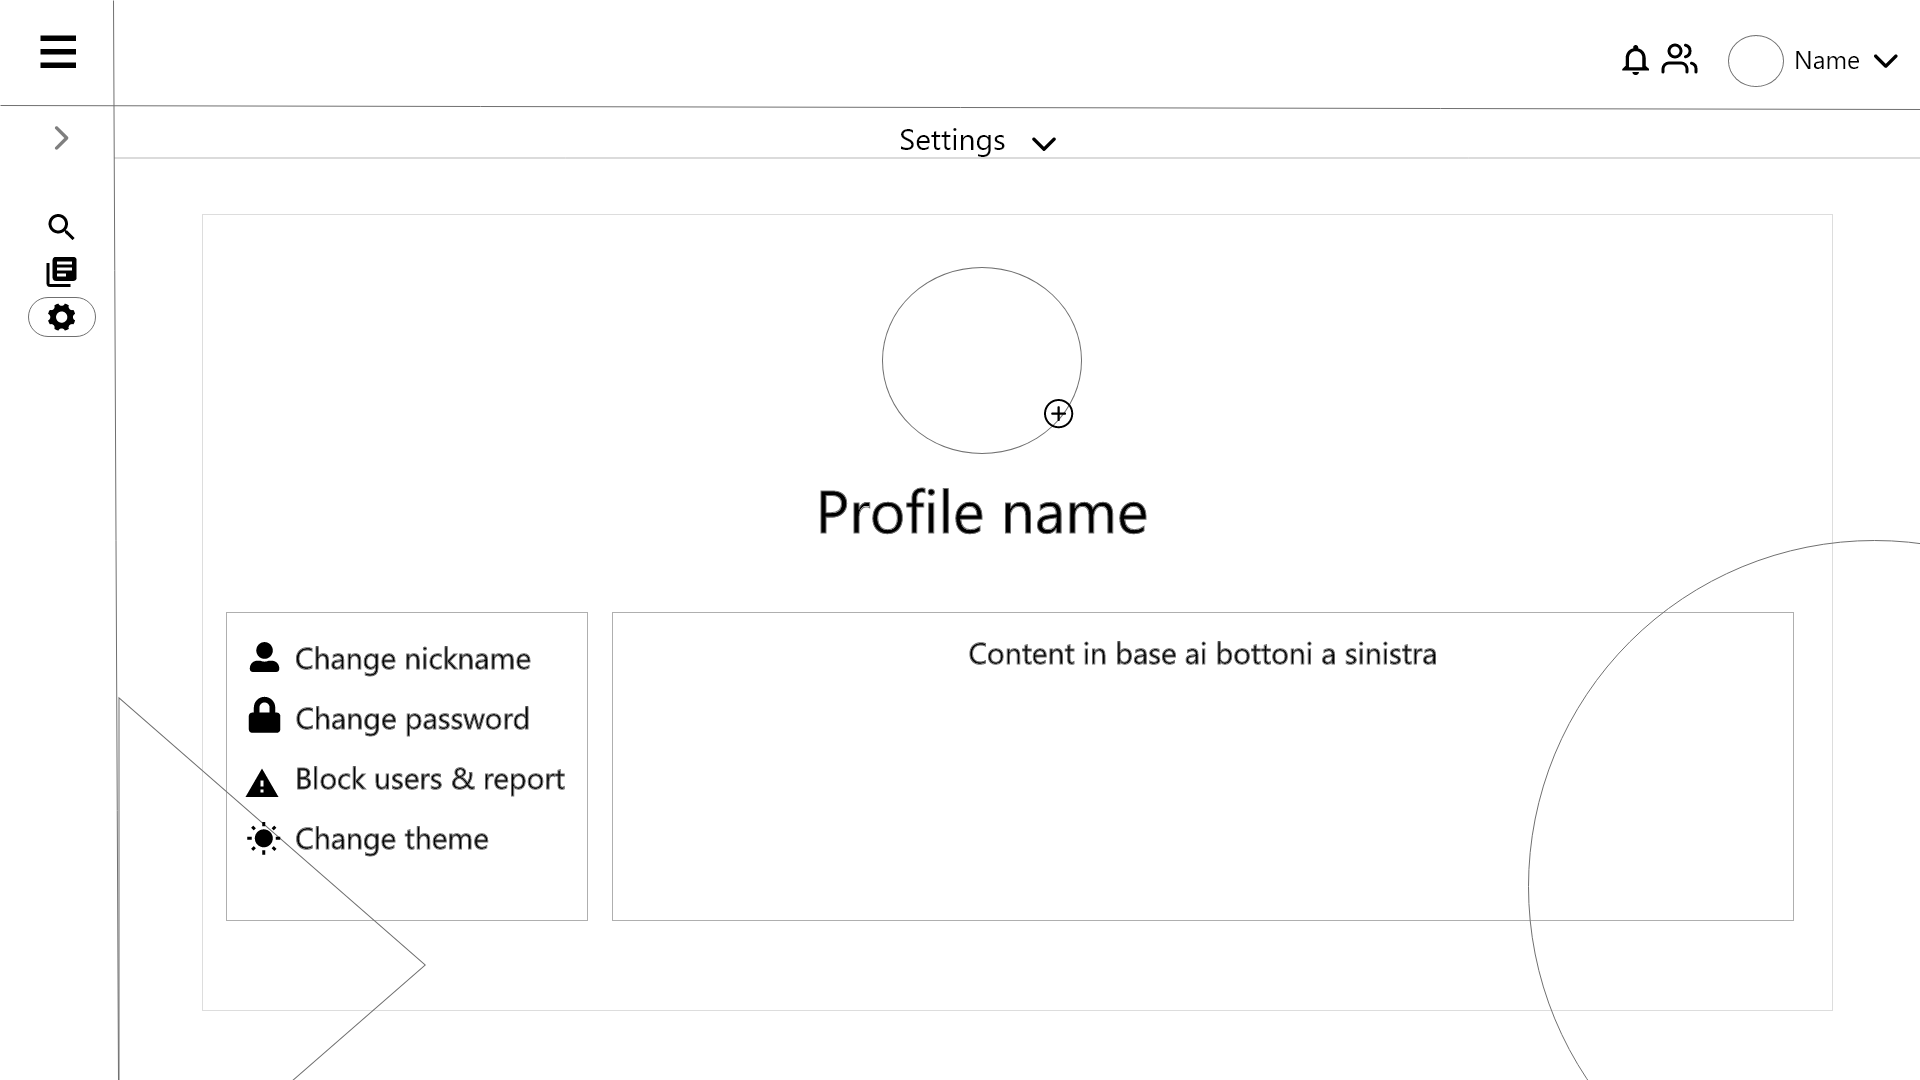 Name
Settings
Profile name
Change nickname
Change password
Block users & report
Change theme
Content in base ai bottoni a sinistra